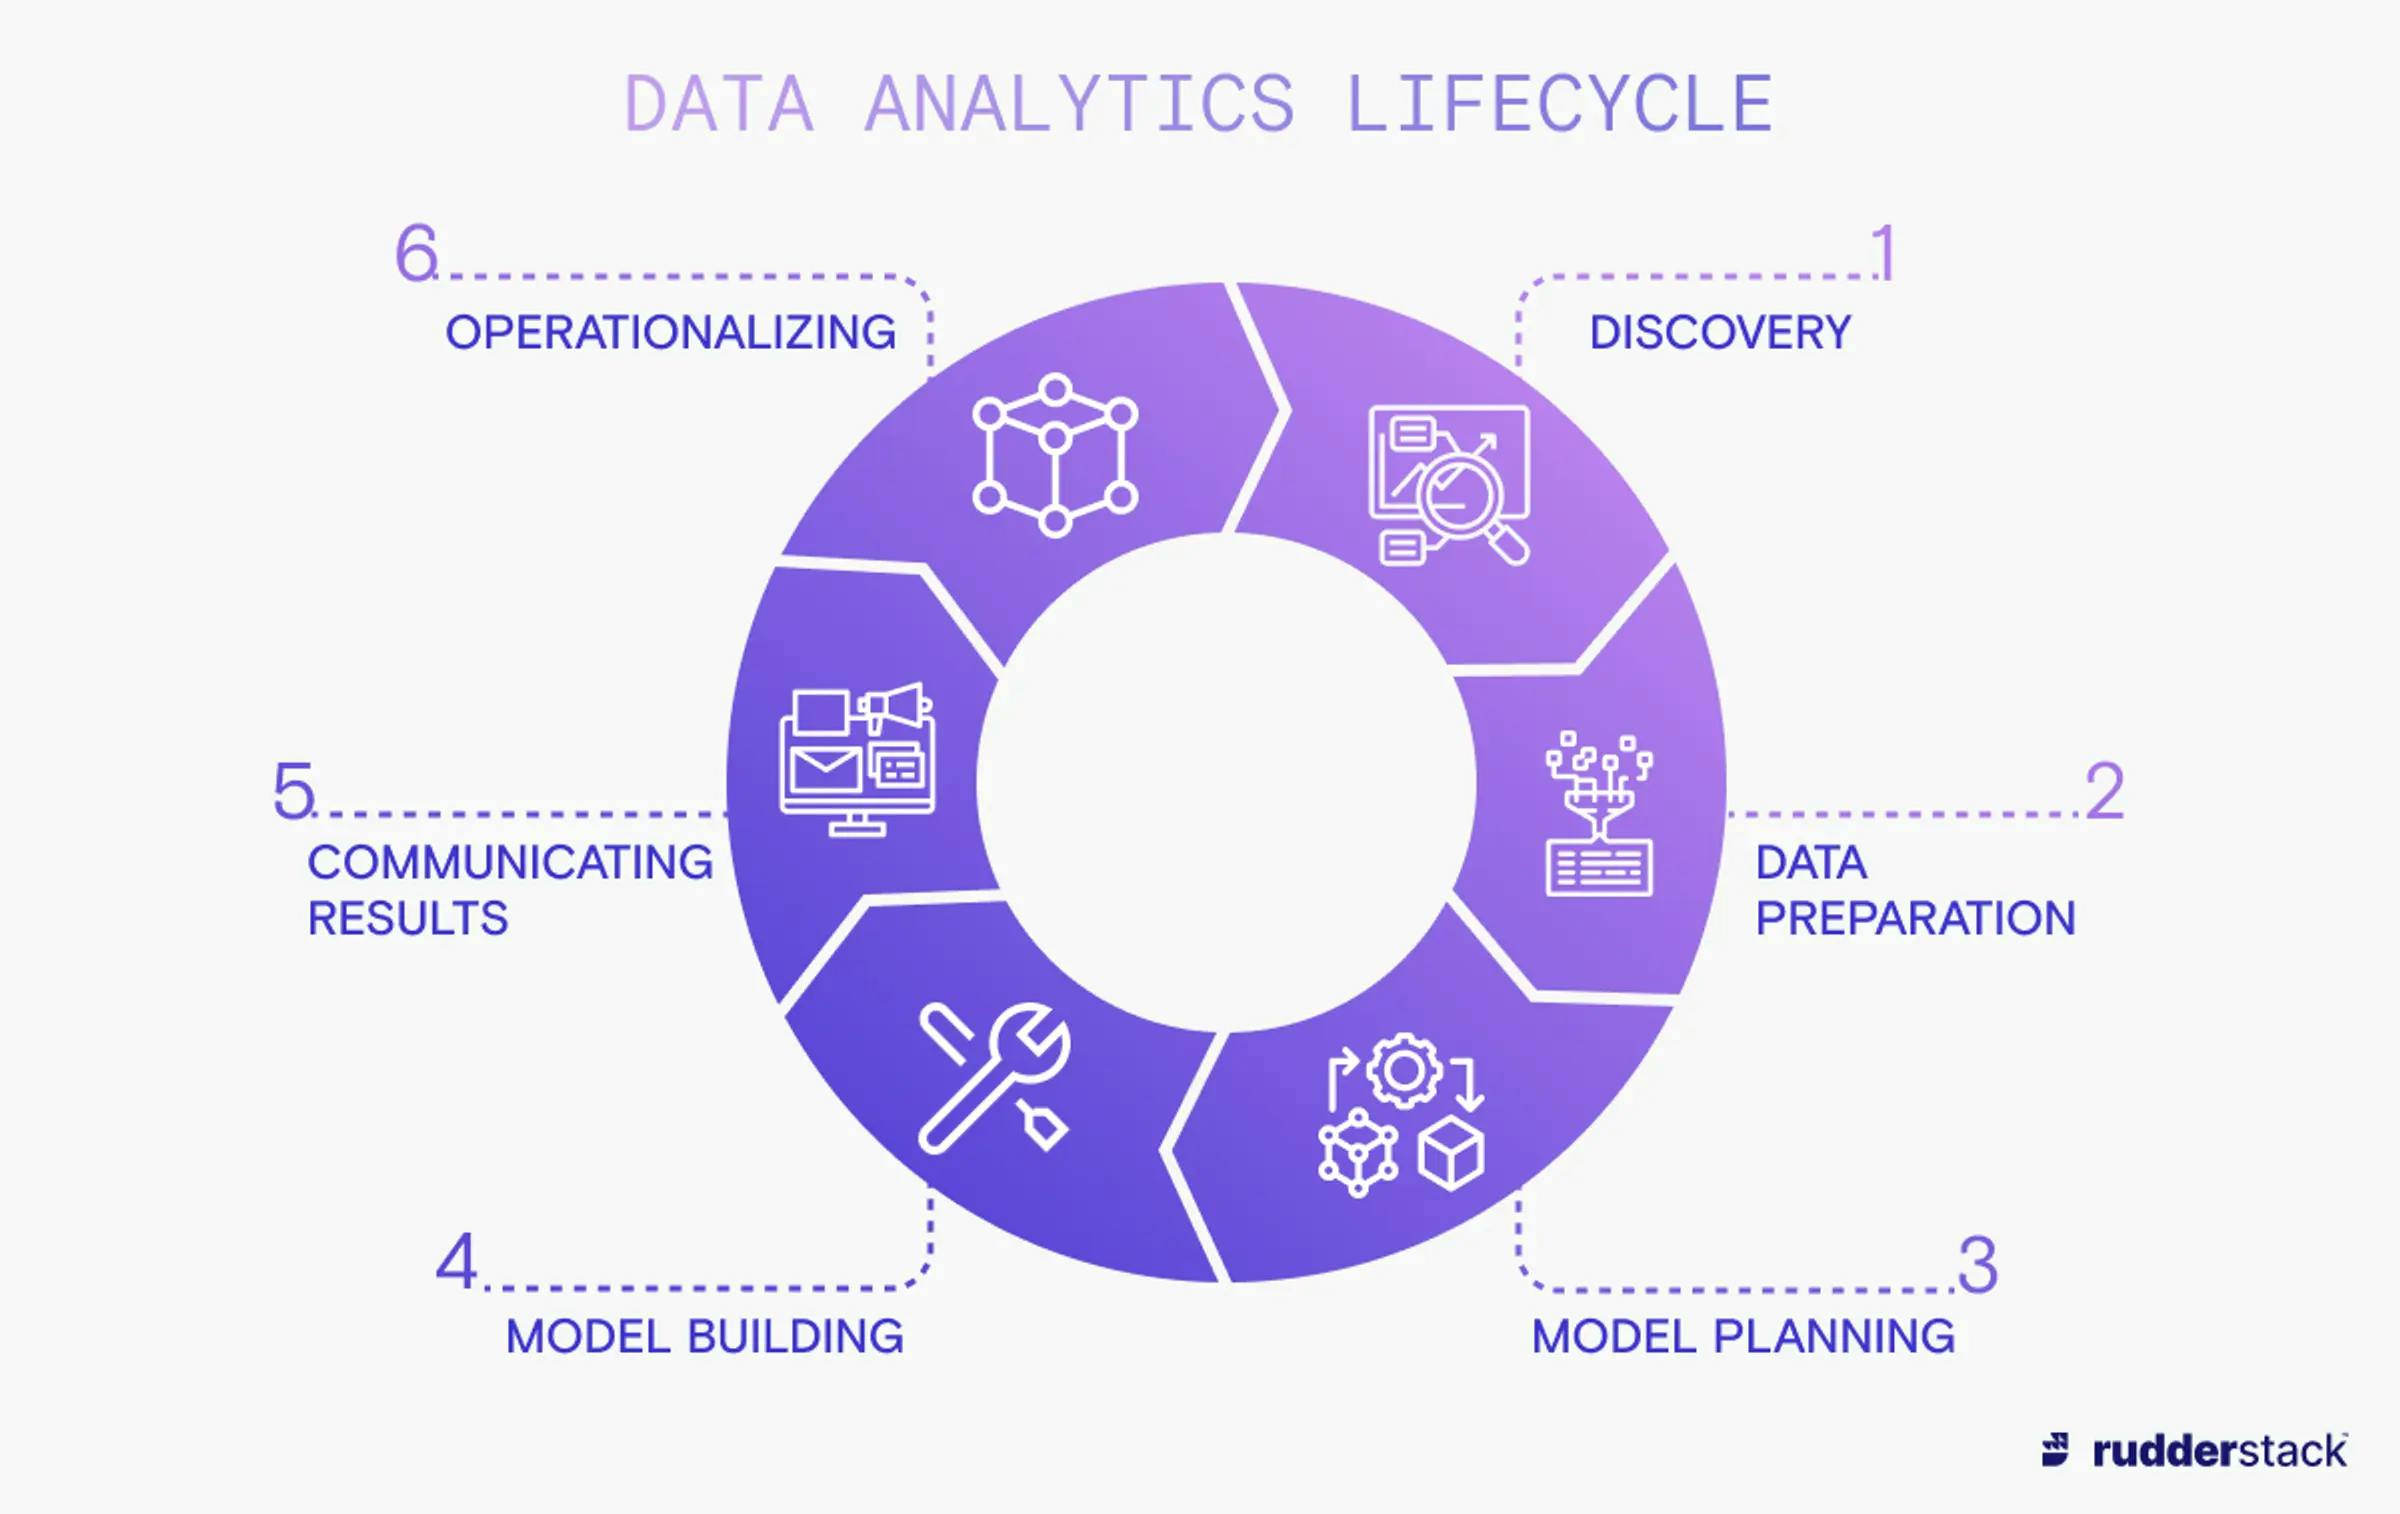 DATA ANALYTICS LIFECYCLE
6
OPERATIONALIZING
1
DISCOVERY
5
COMMUNICATING
RESULTS
2
DATA
PREPARATION
4
MODEL BUILDING
3
MODEL PLANNING
rudderstack™